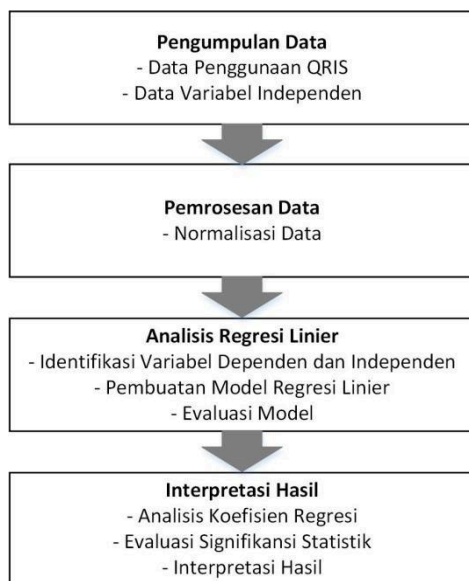 Pengumpulan Data
- Data Penggunaan QRIS
- Data Variabel Independen
Pemrosesan Data
- Normalisasi Data
Analisis Regresi Linier
- Identifikasi Variabel Dependen dan Independen
- Pembuatan Model Regresi Linier
- Evaluasi Model
Interpretasi Hasil
- Analisis Koefisien Regresi
- Evaluasi Signifikansi Statistik
- Interpretasi Hasil